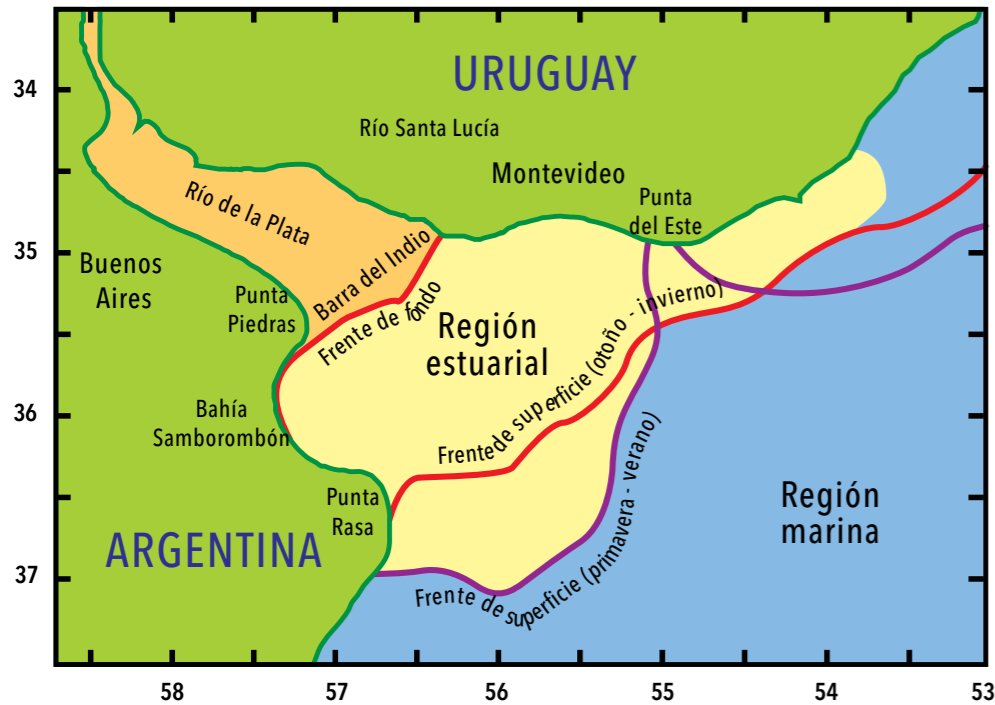 URUGUAY
34
Río Santa Lucía
Montevideo
Punta
del Este
Río de la Plata
35
Buenos
Aires
Barra del Indio
Punta
Piedras
Frente de fondo
Región
estuarial
Frente de superficie (otoño - invierno)
36
Bahía
Samborombón
Punta
Rasa
Región
marina
ARGENTINA
37
Frente de superficie (primavera - verano)
58
57
56
55
54
53